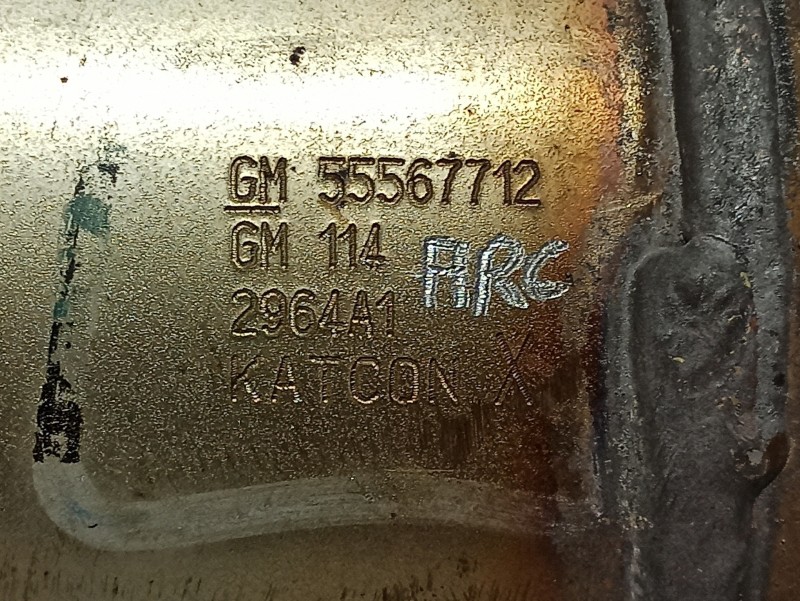 GM 55567712
GM 114
ARC
2964A1
KATCON X